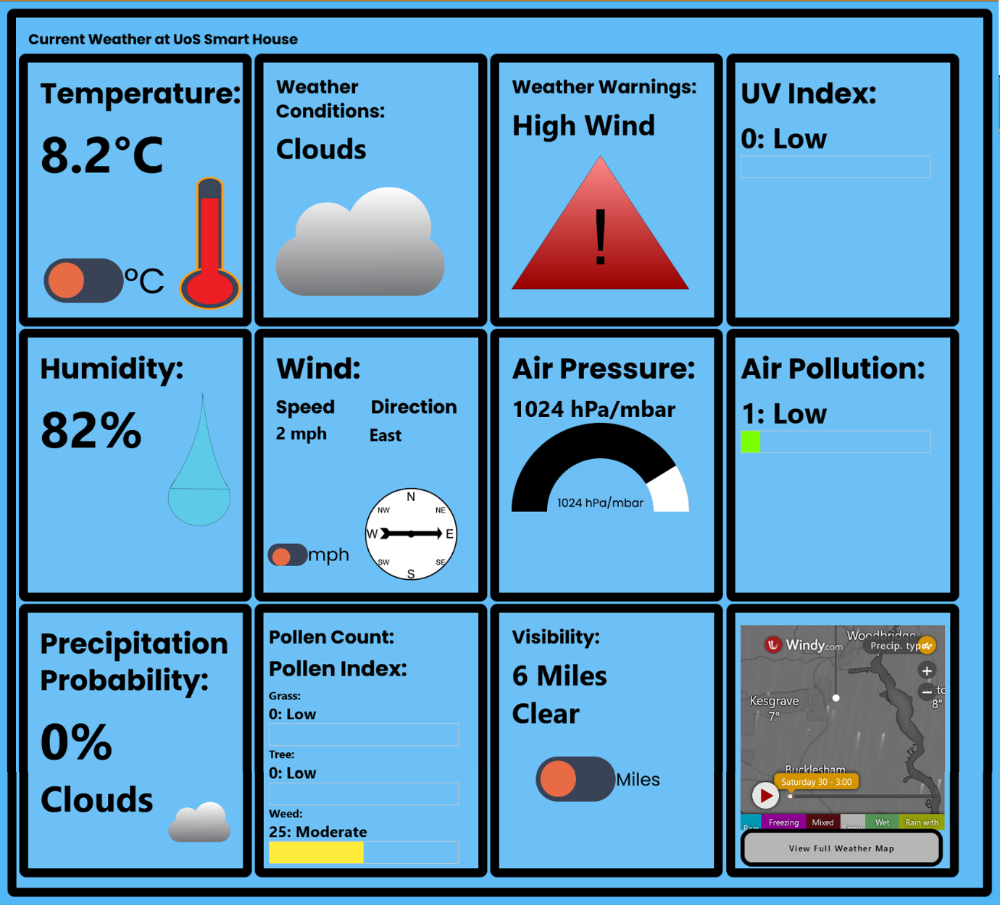 Current Weather at UoS Smart House
Temperature:
8.2°C
°C
Weather
Conditions:
Clouds
Weather Warnings:
High Wind
!
UV Index:
0: Low
Humidity:
82%
Wind:
Speed
Direction
2 mph
East
mph
N
NW
NE
W
E
SW
SE
S
Air Pressure:
1024 hPa/mbar
1024 hPa/mbar
Air Pollution:
1: Low
Precipitation
Probability:
0%
Clouds
Pollen Count:
Pollen Index:
Grass:
0: Low
Tree:
0: Low
Weed:
25: Moderate
Visibility:
6 Miles
Clear
Miles
Woodbridge
Windy.com
Precip. type
+
−
8°
Kesgrave
7°
Bucklesham
Saturday 30 - 3:00
Rain
Freezing
Mixed
Snow
Wet
Rain with
View Full Weather Map